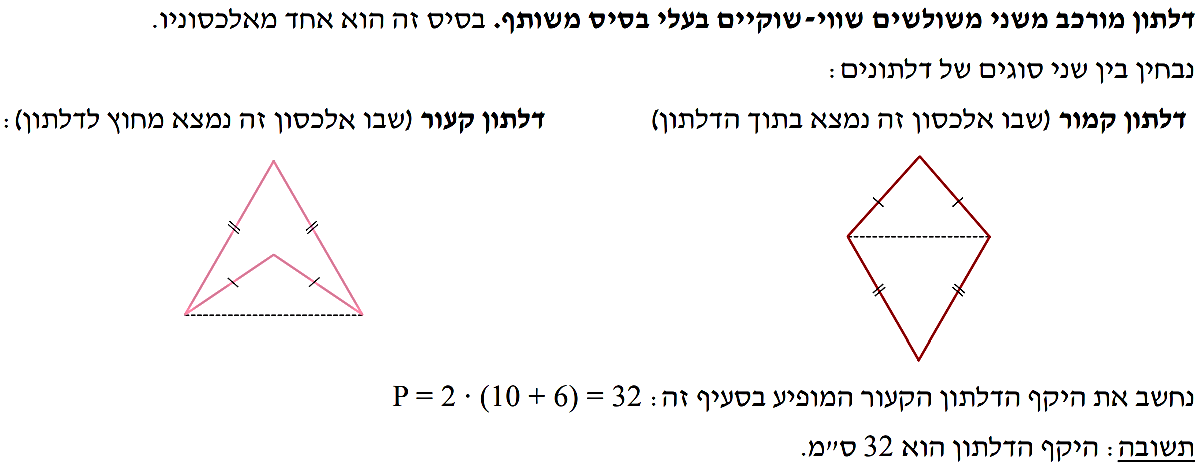 דלתון מורכב משני משולשים שווי-שוקיים בעלי בסיס משותף. בסיס זה הוא אחד מאלכסוניו.
נבחין בין שני סוגים של דלתונים:
דלתון קמור (שבו אלכסון זה נמצא בתוך הדלתון)
דלתון קעור (שבו אלכסון זה נמצא מחוץ לדלתון):
נחשב את היקף הדלתון הקעור המופיע בסעיף זה: P = 2 · (10 + 6) = 32
תשובה: היקף הדלתון הוא 32 ס״מ.